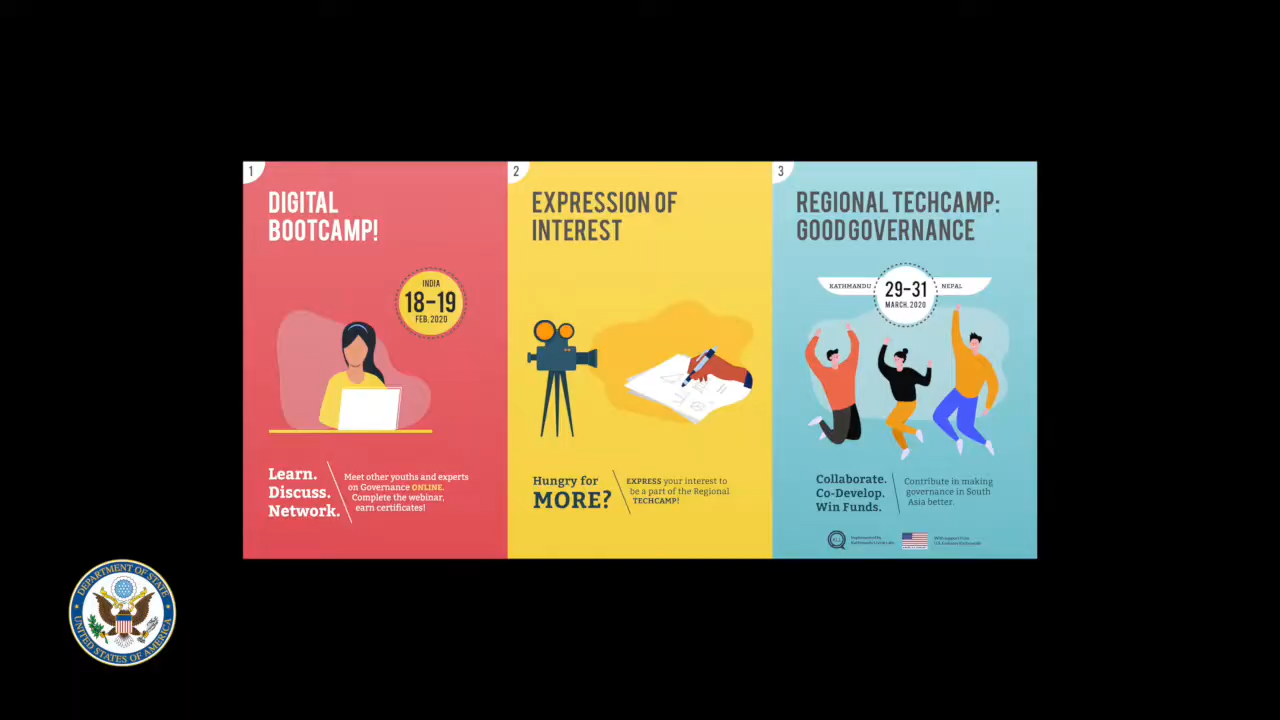 1
DIGITAL
BOOTCAMP!
INDIA
18-19
FEB, 2020
Learn.
Discuss.
Network.
Meet other youths and experts
on Governance ONLINE.
Complete the webinar,
earn certificates!
2
EXPRESSION OF
INTEREST
Hungry for
MORE?
EXPRESS your interest to
be a part of the Regional
TECHCAMP!
3
REGIONAL TECHCAMP:
GOOD GOVERNANCE
KATHMANDU
29-31
MARCH, 2020
NEPAL
Collaborate.
Co-Develop.
Win Funds.
Contribute in making
governance in South
Asia better.
DEPARTMENT OF STATE
UNITED STATES OF AMERICA